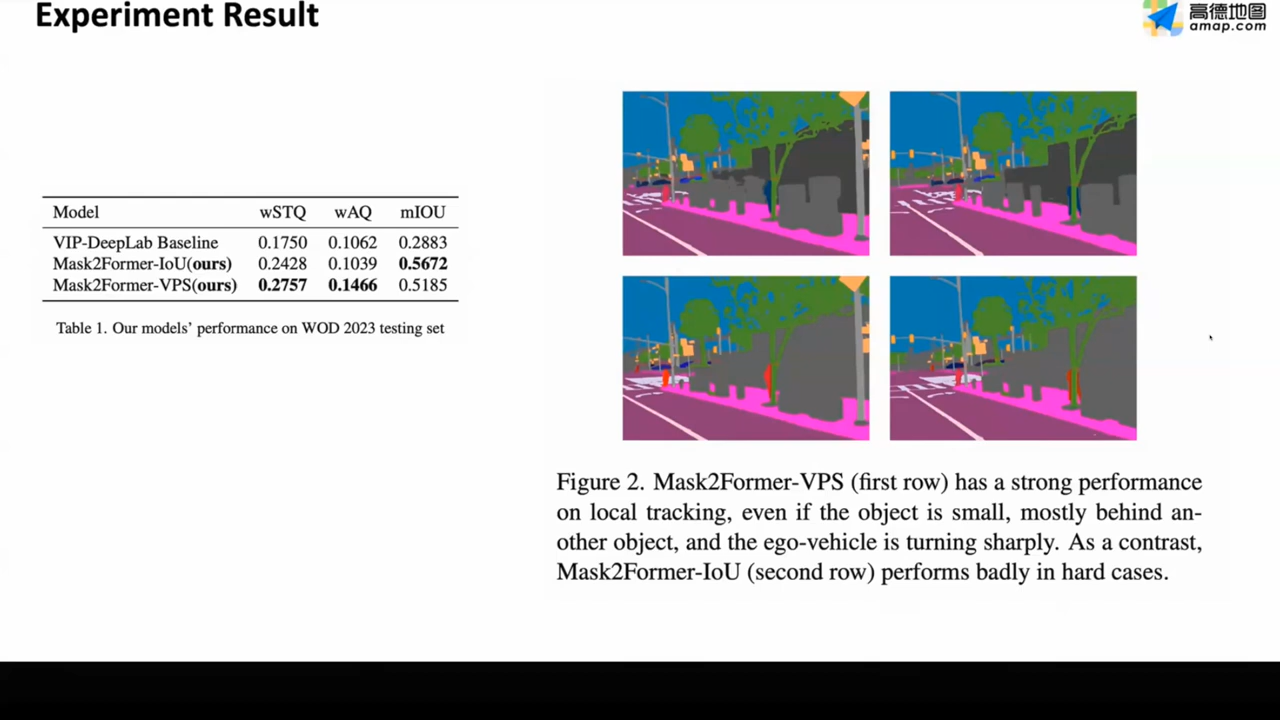 Experiment Result
高德地图
amap.com
Model wSTQ wAQ mIOU
VIP-DeepLab Baseline 0.1750 0.1062 0.2883
Mask2Former-IoU(ours) 0.2428 0.1039 0.5672
Mask2Former-VPS(ours) 0.2757 0.1466 0.5185
Table 1. Our models' performance on WOD 2023 testing set
Figure 2. Mask2Former-VPS (first row) has a strong performance
on local tracking, even if the object is small, mostly behind an-
other object, and the ego-vehicle is turning sharply. As a contrast,
Mask2Former-IoU (second row) performs badly in hard cases.